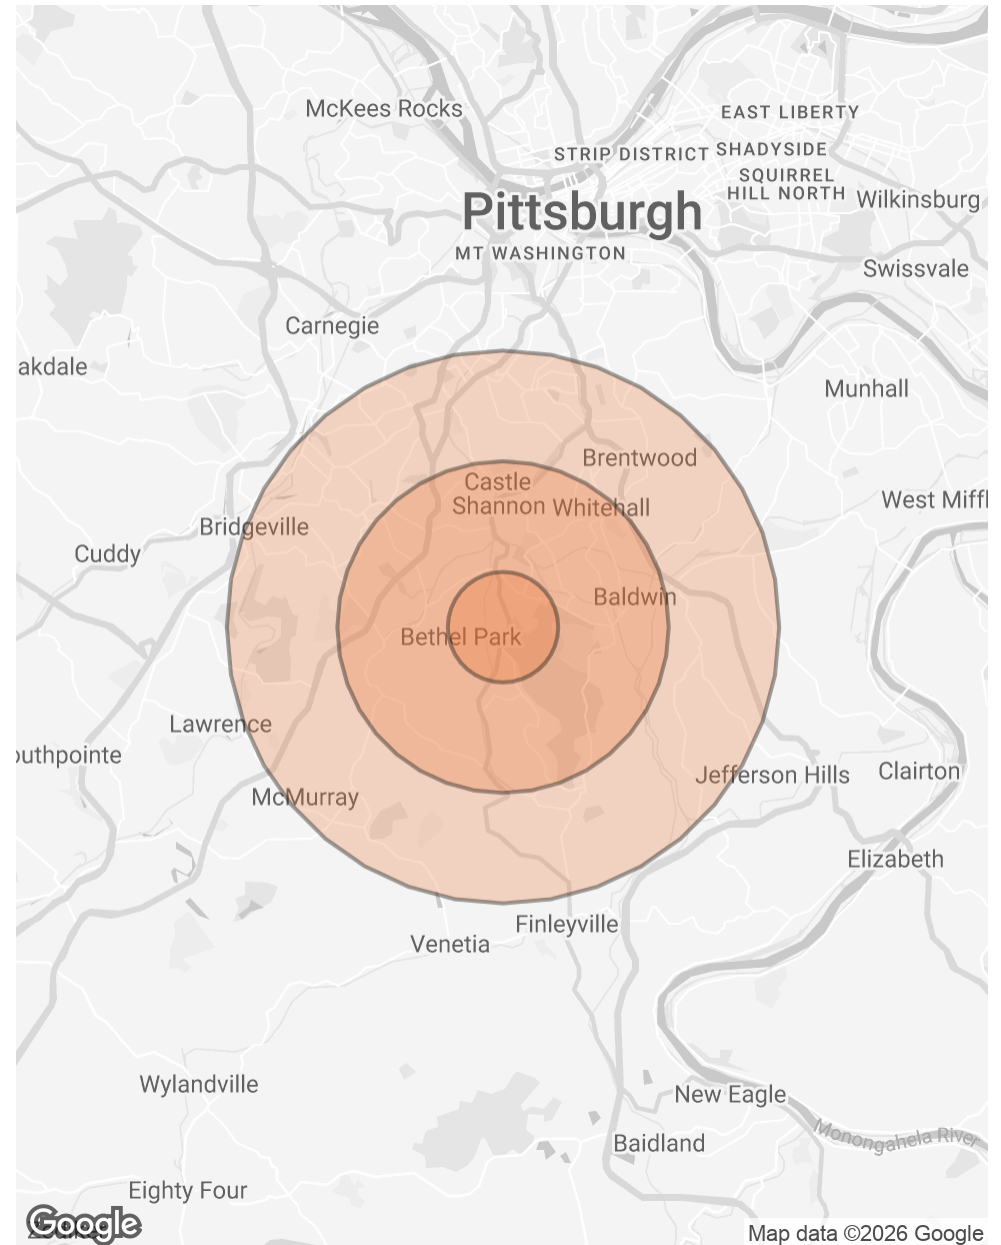 McKees Rocks
EAST LIBERTY
STRIP DISTRICT
SHADYSIDE
SQUIRREL
HILL NORTH
Wilkinsburg
Pittsburgh
MT WASHINGTON
Swissvale
Carnegie
akdale
Munhall
Brentwood
Castle
Shannon
Whitehall
West Miffl
Bridgeville
Cuddy
Baldwin
Bethel Park
Lawrence
outhpointe
Jefferson Hills
Clairton
McMurray
Elizabeth
Finleyville
Venetia
Wylandville
New Eagle
Monongahela River
Baidland
Eighty Four
Google
Map data ©2026 Google